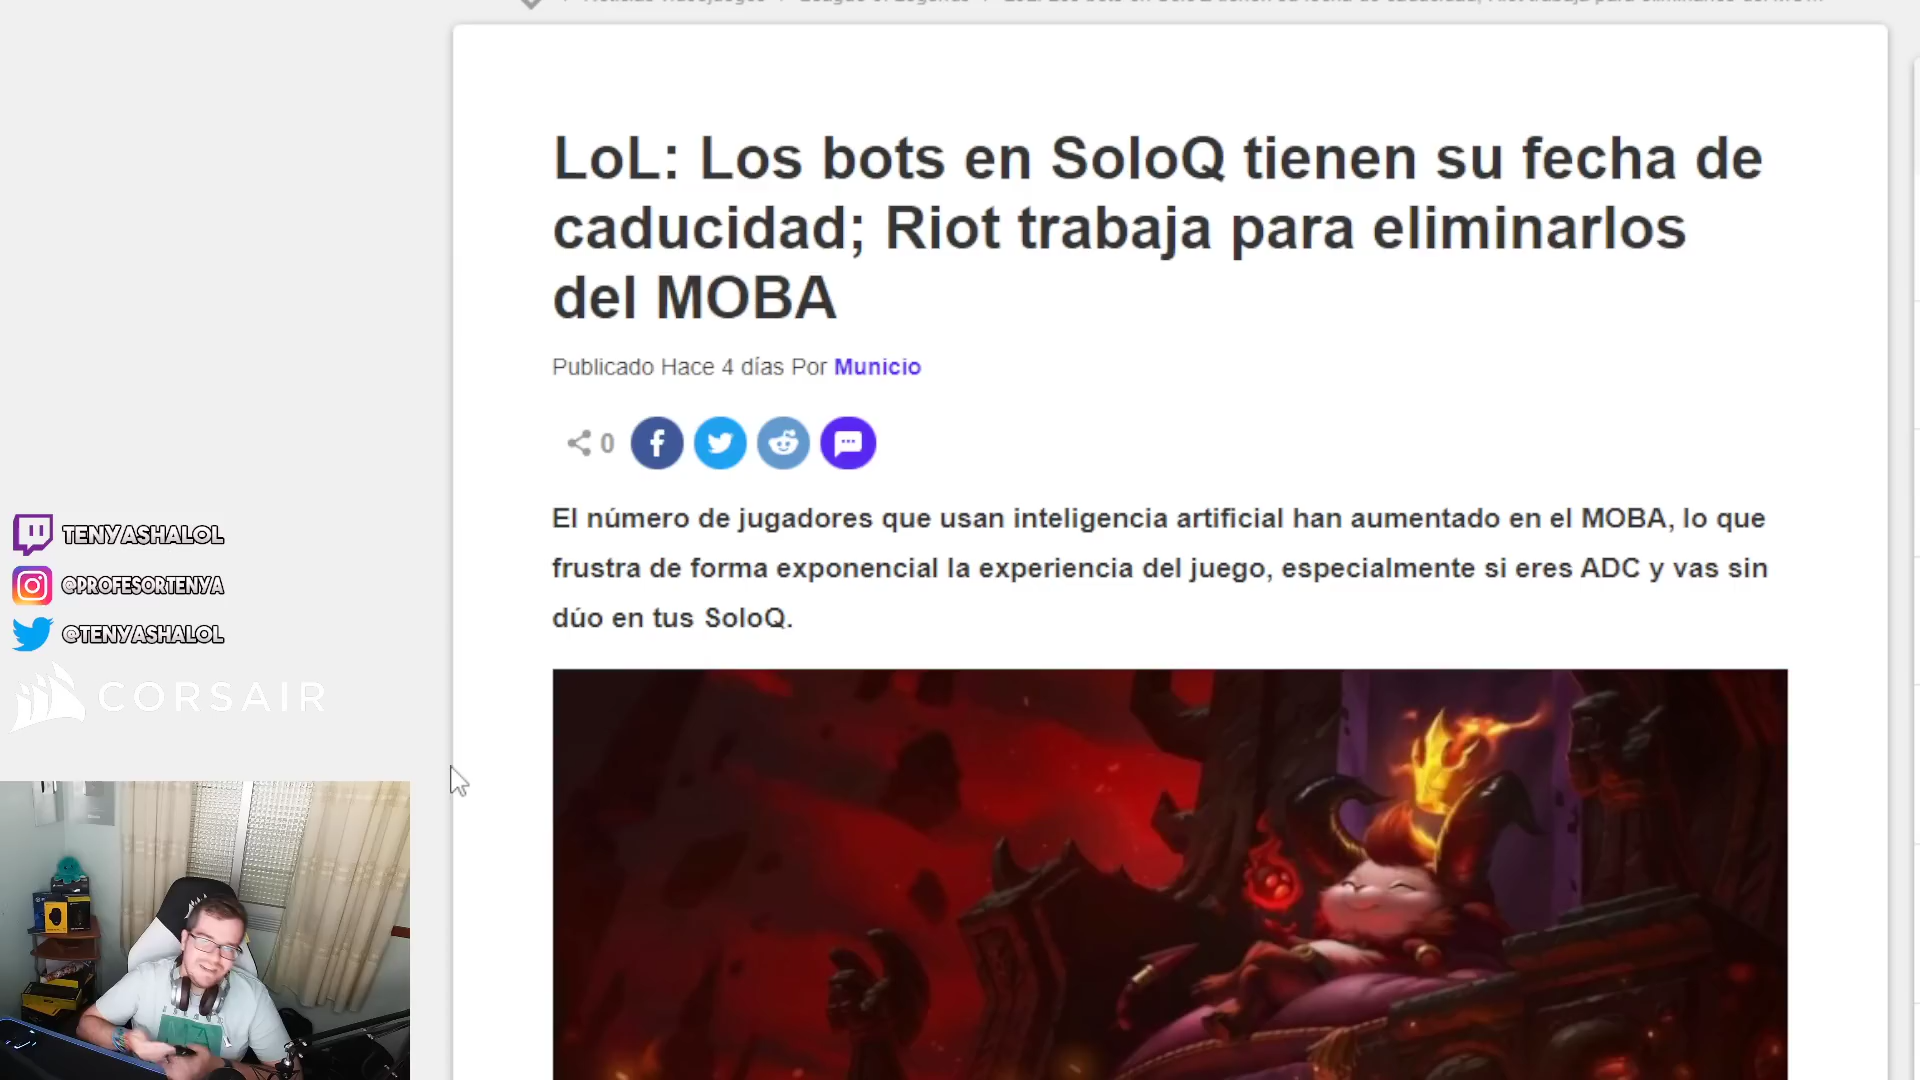 LoL: Los bots en SoloQ tienen su fecha de
caducidad; Riot trabaja para eliminarlos
del MOBA
Publicado Hace 4 días Por Municio
0
El número de jugadores que usan inteligencia artificial han aumentado en el MOBA, lo que
frustra de forma exponencial la experiencia del juego, especialmente si eres ADC y vas sin
dúo en tus SoloQ.
TENYASHALOL
@PROFESORTENYA
@TENYASHALOL
CORSAIR